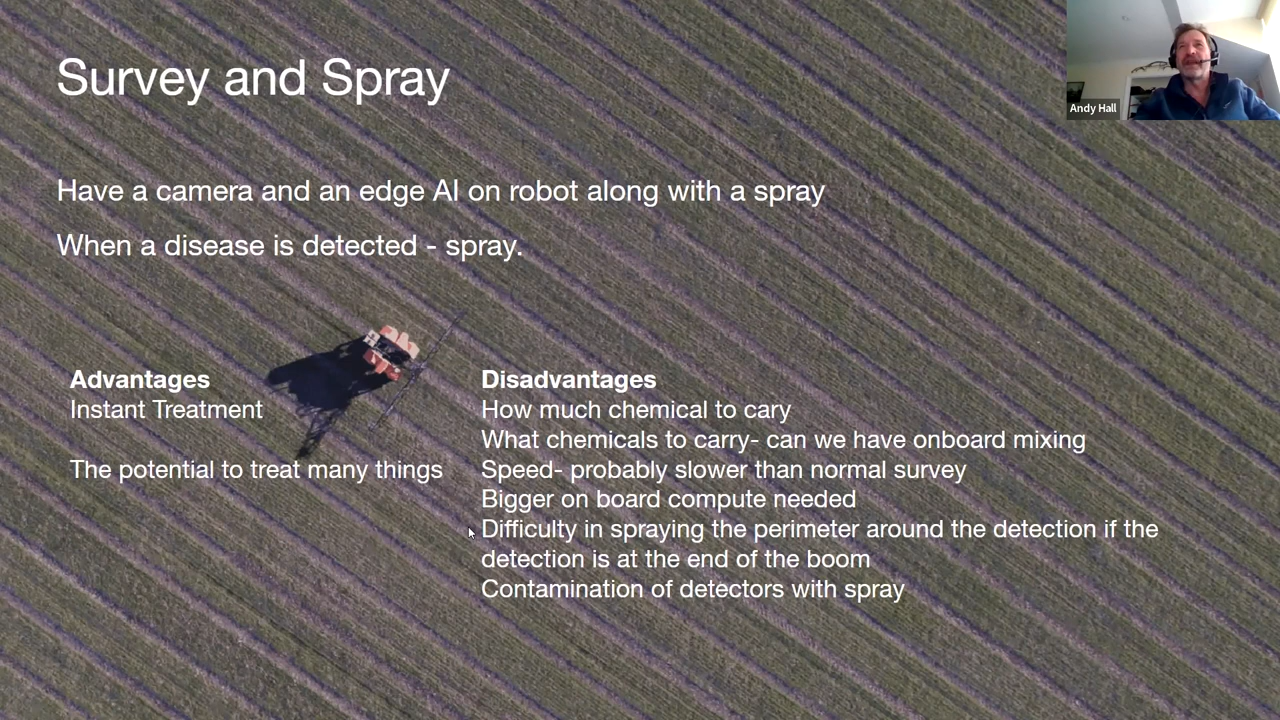 Survey and Spray
Andy Hall
Have a camera and an edge AI on robot along with a spray
When a disease is detected - spray.
Advantages
Instant Treatment
The potential to treat many things
Disadvantages
How much chemical to cary
What chemicals to carry- can we have onboard mixing
Speed- probably slower than normal survey
Bigger on board compute needed
Difficulty in spraying the perimeter around the detection if the
detection is at the end of the boom
Contamination of detectors with spray